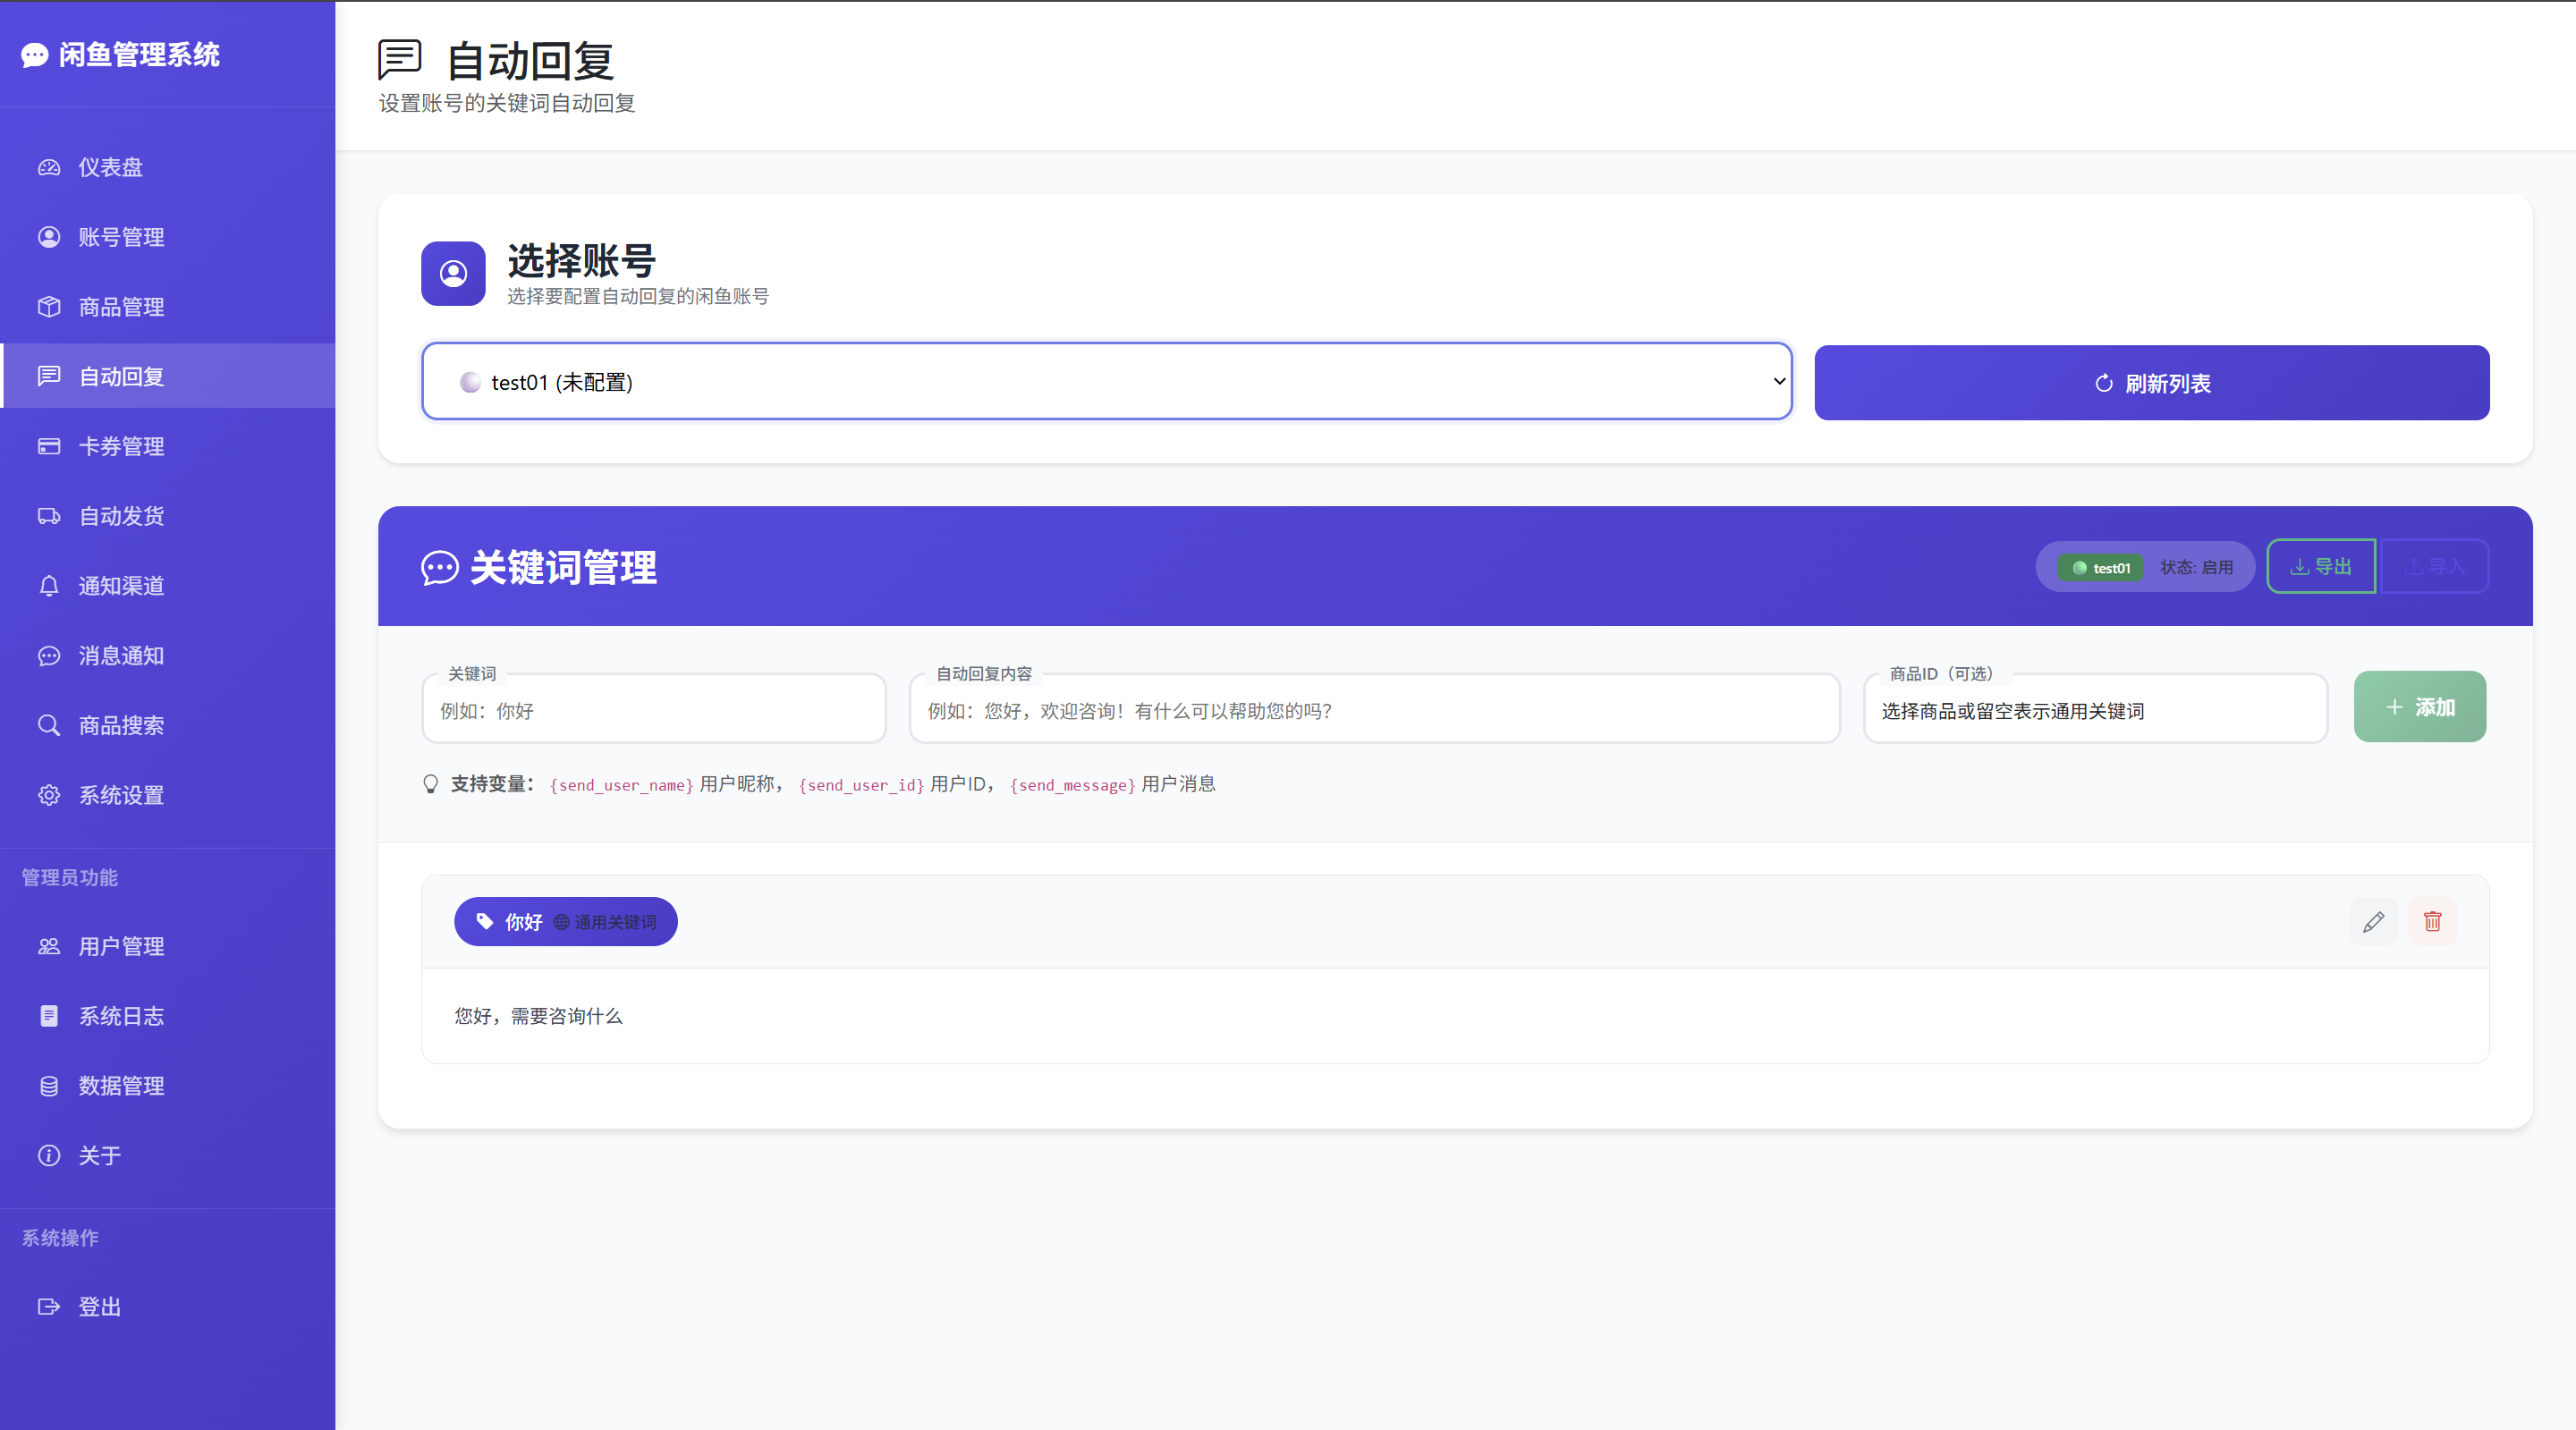 闲鱼管理系统
仪表盘
账号管理
商品管理
自动回复
卡券管理
自动发货
通知渠道
消息通知
商品搜索
系统设置
管理员功能
用户管理
系统日志
数据管理
关于
系统操作
登出
自动回复
设置账号的关键词自动回复
选择账号
选择要配置自动回复的闲鱼账号
test01 (未配置)
刷新列表
关键词管理
test01 状态: 启用
导出
导入
关键词
例如：你好
自动回复内容
例如：您好，欢迎咨询！有什么可以帮助您的吗？
商品ID（可选）
选择商品或留空表示通用关键词
添加
支持变量： {send_user_name} 用户昵称， {send_user_id} 用户ID， {send_message} 用户消息
你好 通用关键词
您好，需要咨询什么